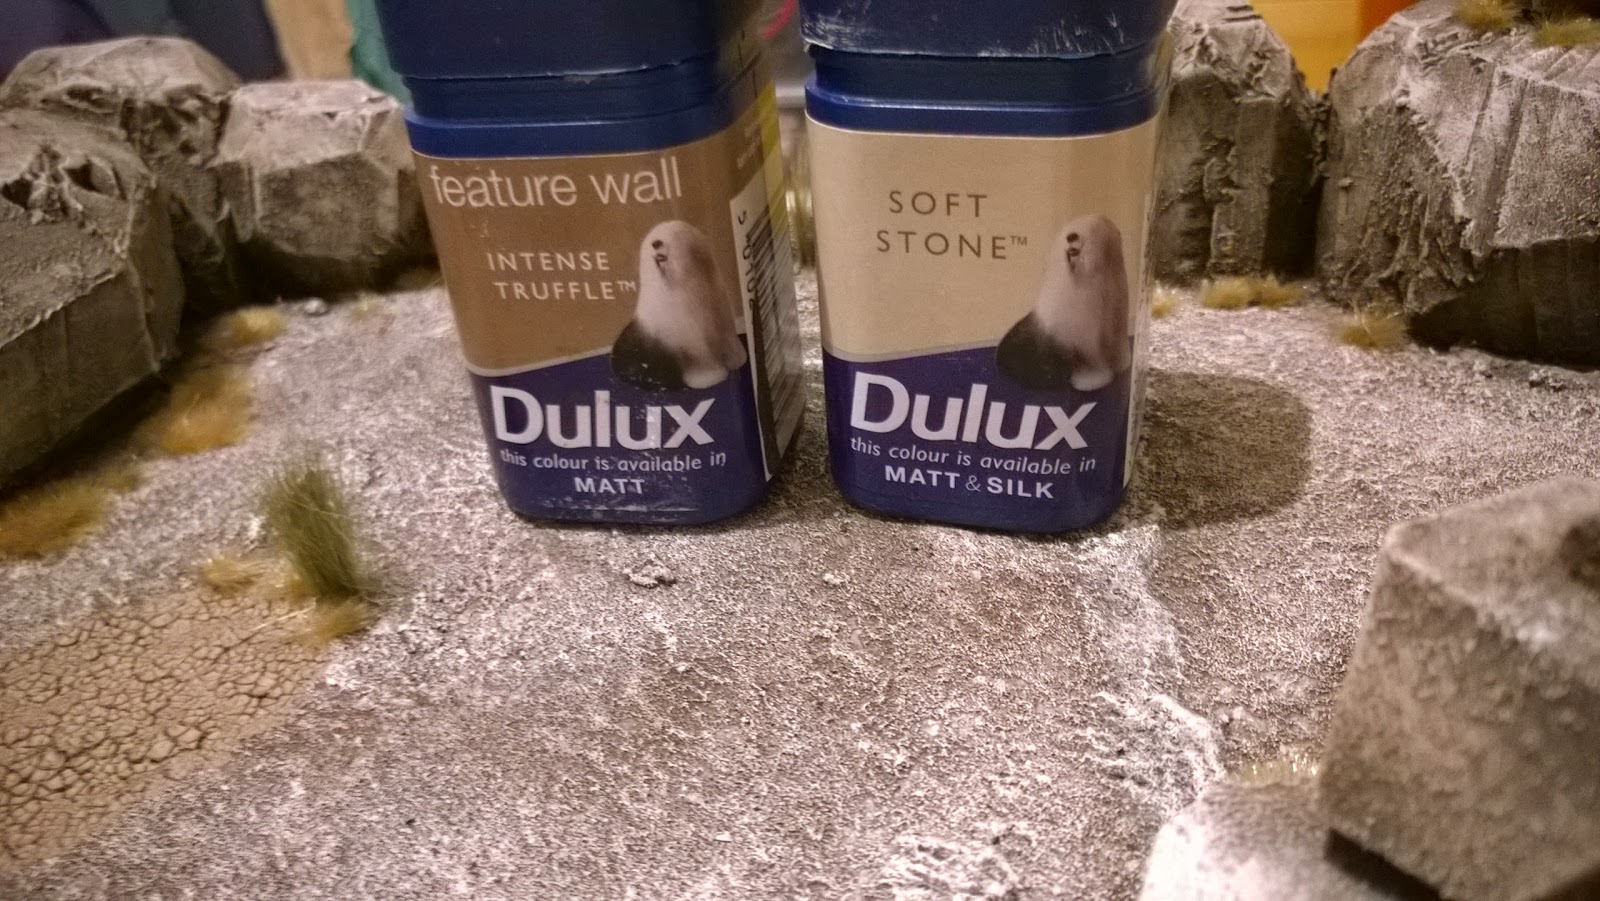 feature wall
INTENSE
TRUFFLE™
Dulux
this colour is available in
MATT
SOFT
STONE™
Dulux
this colour is available in
MATT & SILK